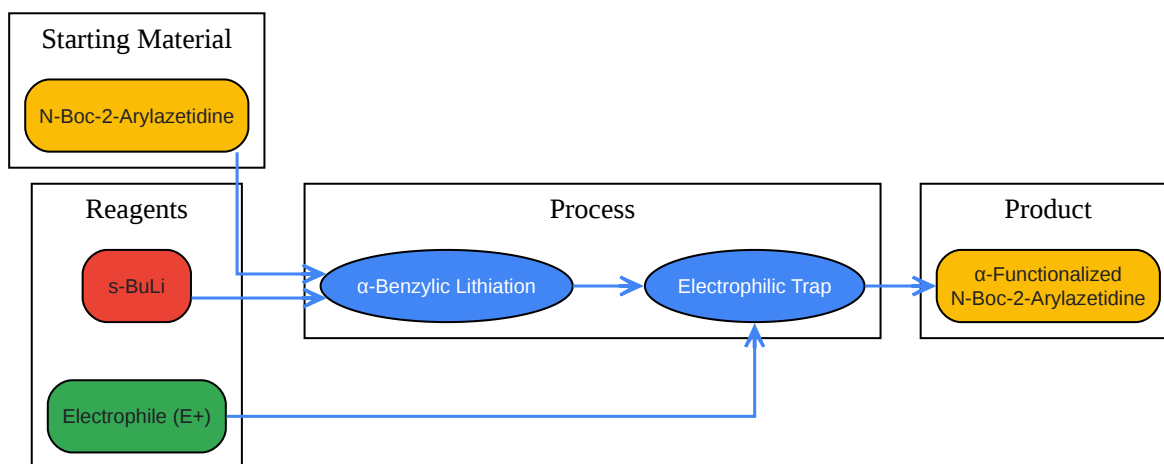 Starting Material
N-Boc-2-Arylazetidine
Reagents
s-BuLi
Electrophile (E+)
Process
α-Benzylic Lithiation
Electrophilic Trap
Product
α-Functionalized
N-Boc-2-Arylazetidine